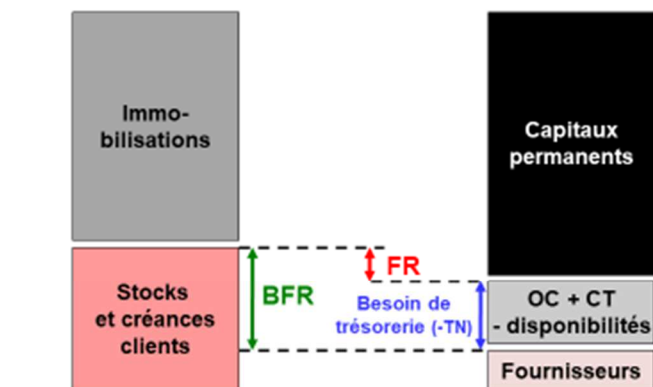 Immo-
bilisations
Capitaux
permanents
FR
BFR
Stocks
et créances
clients
Besoin de
trésorerie (-TN)
OC + CT
- disponibilités
Fournisseurs